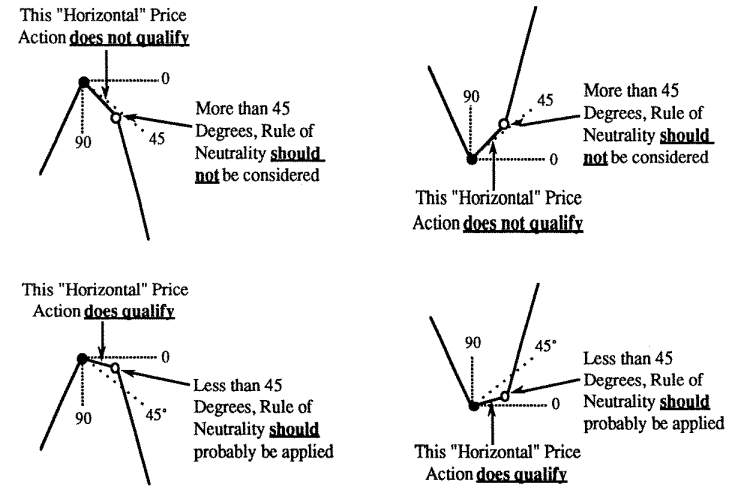 This "Horizontal" Price
Action does not qualify
0
90
45
More than 45
Degrees, Rule of
Neutrality should
not be considered
90
45
0
More than 45
Degrees, Rule of
Neutrality should
not be considered
This "Horizontal" Price
Action does not qualify
This "Horizontal" Price
Action does qualify
0
90
45°
Less than 45
Degrees, Rule of
Neutrality should
probably be applied
90
45°
0
Less than 45
Degrees, Rule of
Neutrality should
probably be applied
This "Horizontal" Price
Action does qualify